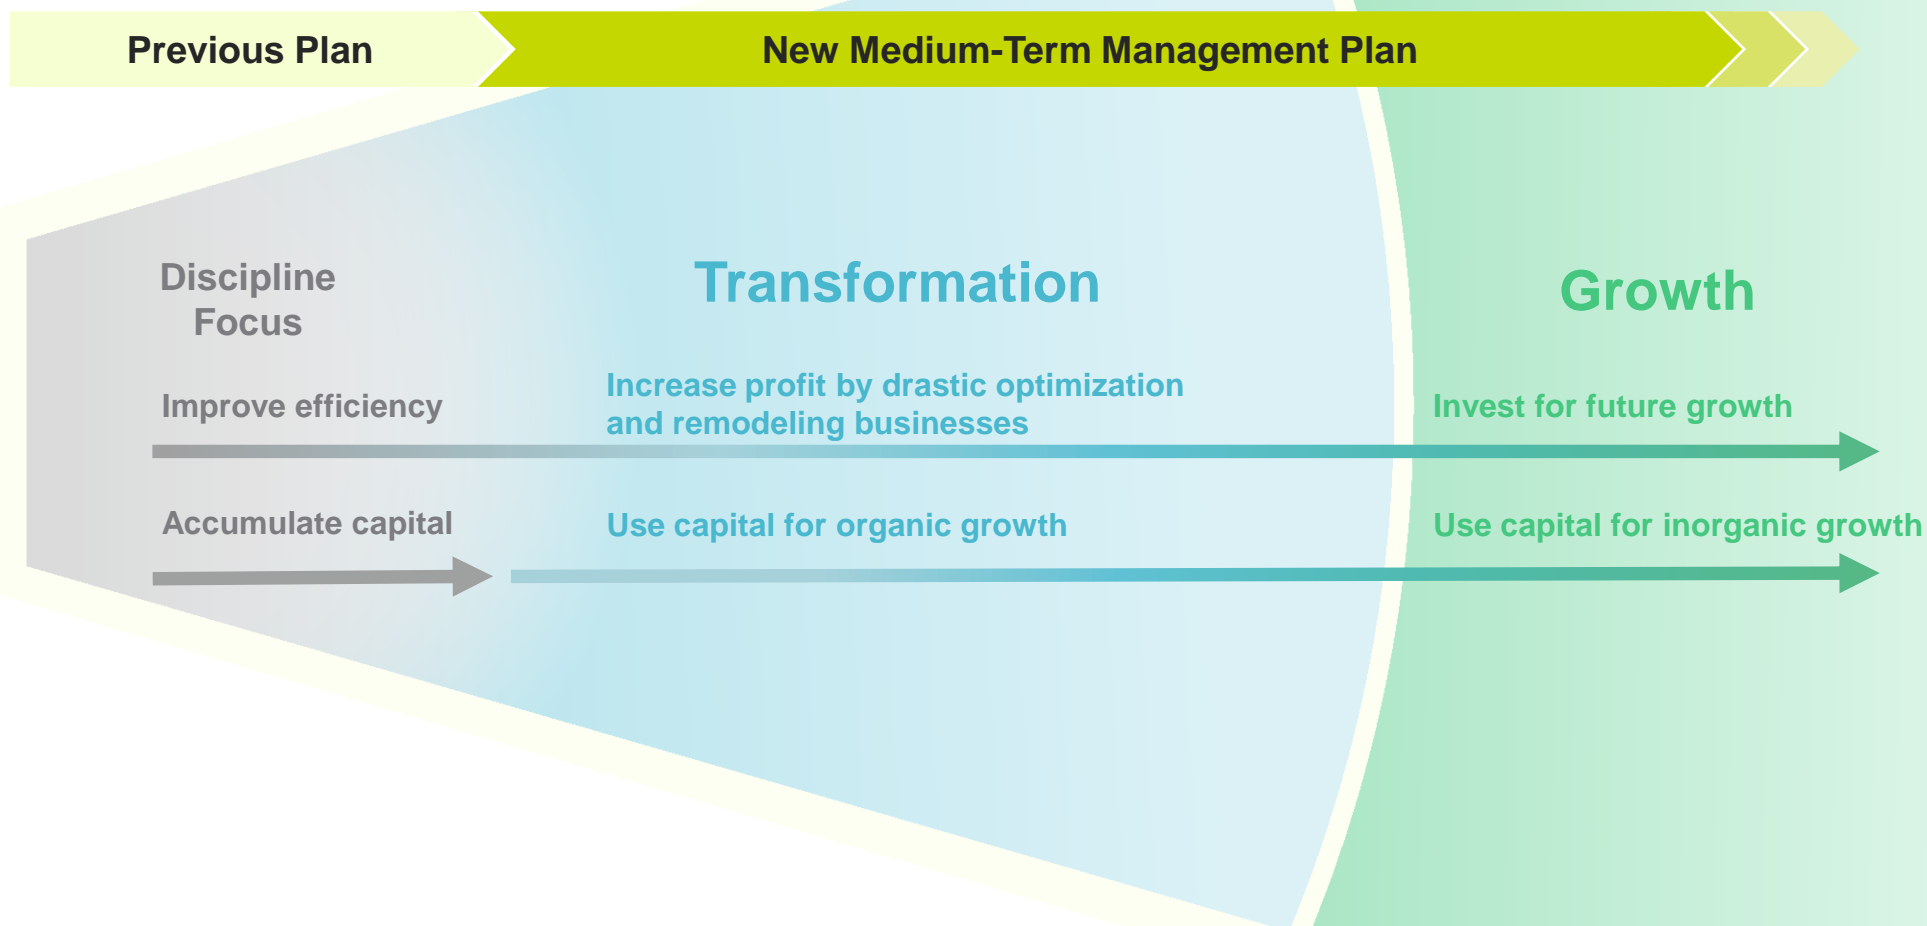 Previous Plan
New Medium-Term Management Plan
Discipline
Focus
Transformation
Growth
Improve efficiency
Increase profit by drastic optimization
and remodeling businesses
Invest for future growth
Accumulate capital
Use capital for organic growth
Use capital for inorganic growth